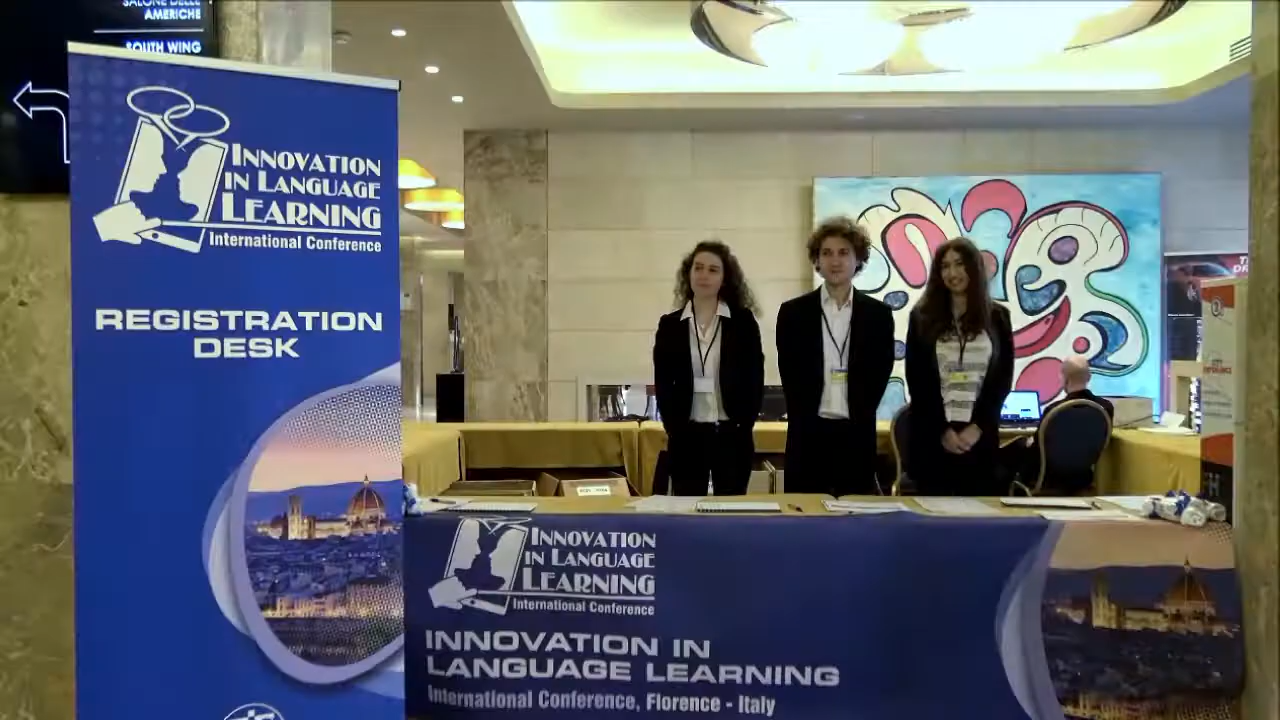 SALONE DELLE
AMERICHE
SOUTH WING
INNOVATION
IN LANGUAGE
LEARNING
International Conference
REGISTRATION
DESK
INNOVATION
IN LANGUAGE
LEARNING
International Conference
INNOVATION IN
LANGUAGE LEARNING
International Conference, Florence - Italy